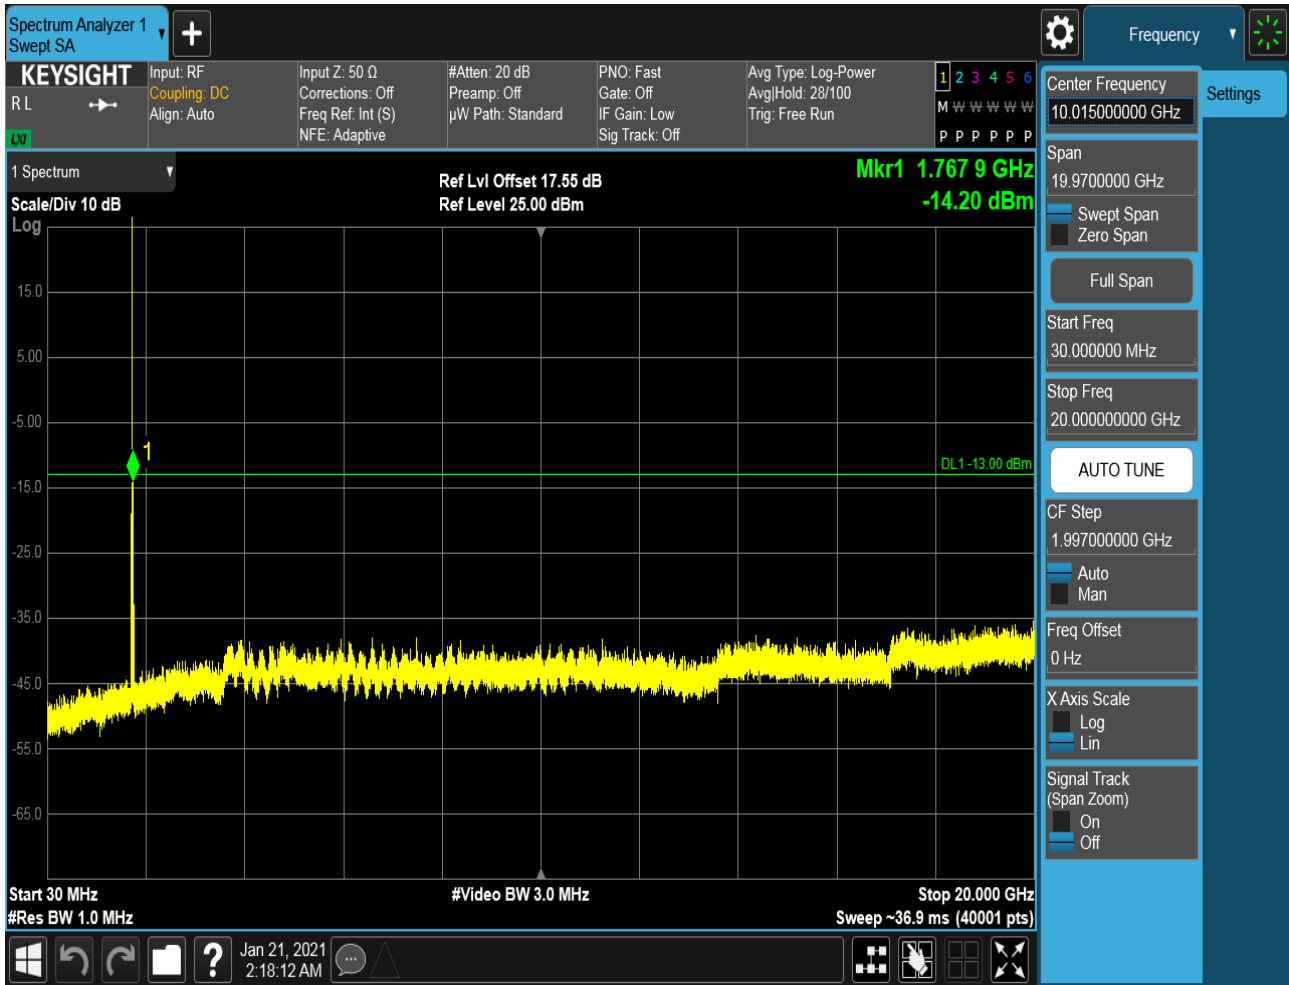 Spectrum Analyzer 1
Swept SA
Frequency
KEYSIGHT
R L
LXI
Input: RF
Coupling: DC
Align: Auto
Input Z: 50 Ω
Corrections: Off
Freq Ref: Int (S)
NFE: Adaptive
#Atten: 20 dB
Preamp: Off
µW Path: Standard
PNO: Fast
Gate: Off
IF Gain: Low
Sig Track: Off
Avg Type: Log-Power
Avg|Hold: 28/100
Trig: Free Run
1 2 3 4 5 6
M W W W W W
P P P P P P
1 Spectrum
Scale/Div 10 dB
Log
Ref Lvl Offset 17.55 dB
Ref Level 25.00 dBm
Mkr1 1.767 9 GHz
-14.20 dBm
15.0
5.00
-5.00
1
DL1 -13.00 dBm
-15.0
-25.0
-35.0
-45.0
-55.0
-65.0
Start 30 MHz
#Res BW 1.0 MHz
#Video BW 3.0 MHz
Stop 20.000 GHz
Sweep ~36.9 ms (40001 pts)
Jan 21, 2021
2:18:12 AM
Center Frequency
10.015000000 GHz
Settings
Span
19.9700000 GHz
Swept Span
Zero Span
Full Span
Start Freq
30.000000 MHz
Stop Freq
20.000000000 GHz
AUTO TUNE
CF Step
1.997000000 GHz
Auto
Man
Freq Offset
0 Hz
X Axis Scale
Log
Lin
Signal Track
(Span Zoom)
On
Off